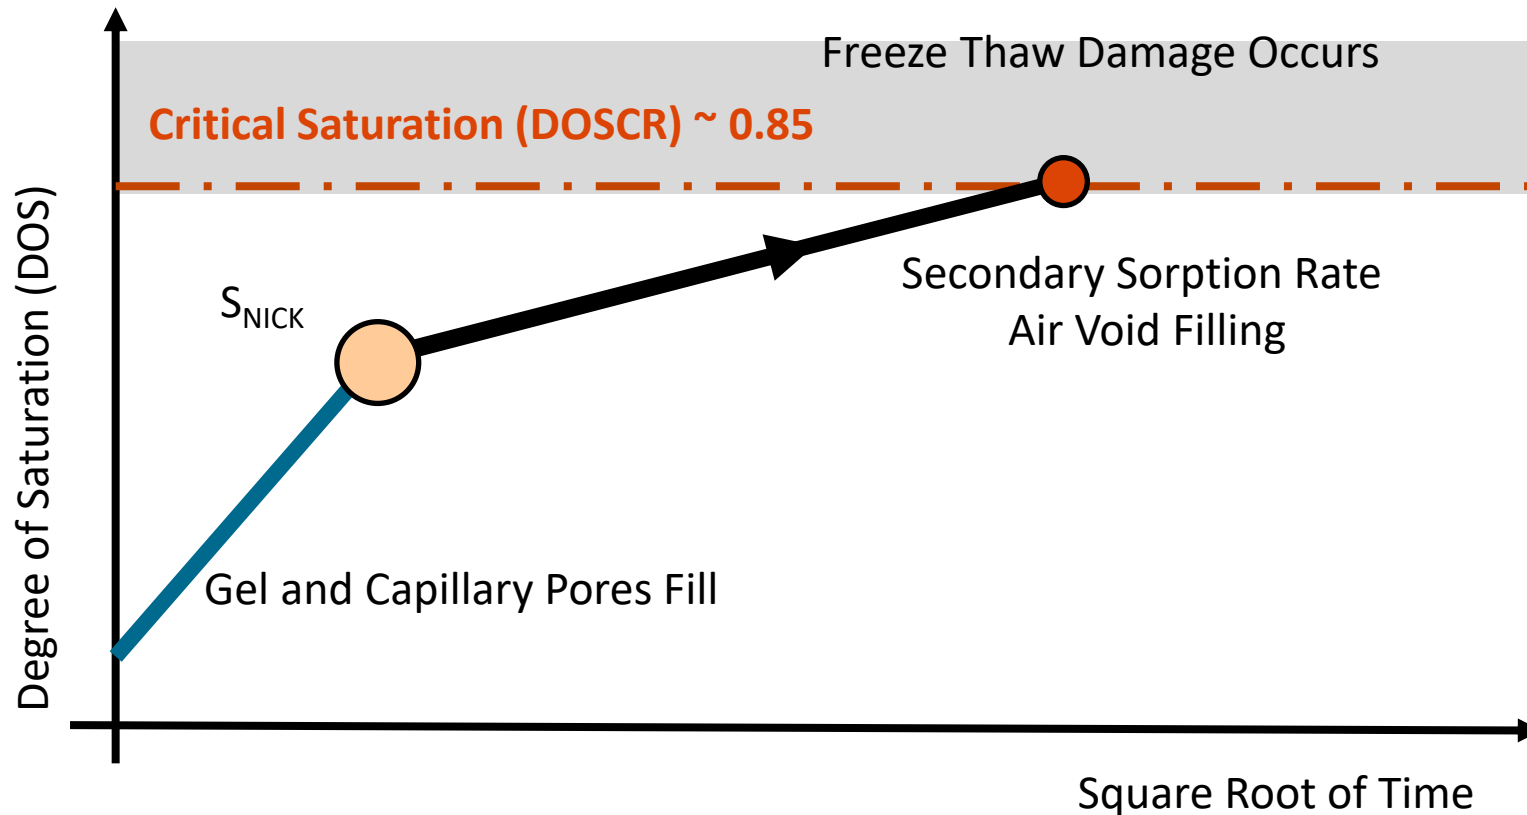 Freeze Thaw Damage Occurs
Critical Saturation (DOSCR) ~ 0.85
Degree of Saturation (DOS)
S_NICK
Secondary Sorption Rate
Air Void Filling
Gel and Capillary Pores Fill
Square Root of Time